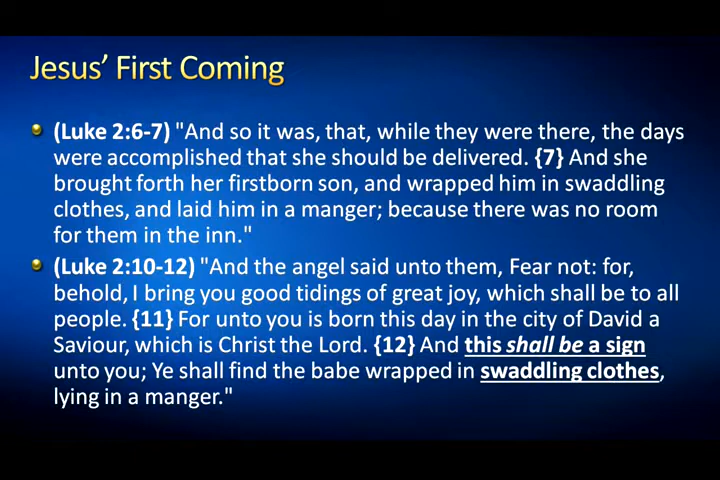 Jesus’ First Coming
(Luke 2:6-7) "And so it was, that, while they were there, the days
were accomplished that she should be delivered. {7} And she
brought forth her firstborn son, and wrapped him in swaddling
clothes, and laid him in a manger; because there was no room
for them in the inn."
(Luke 2:10-12) "And the angel said unto them, Fear not: for,
behold, I bring you good tidings of great joy, which shall be to all
people. {11} For unto you is born this day in the city of David a
Saviour, which is Christ the Lord. {12} And this shall be a sign
unto you; Ye shall find the babe wrapped in swaddling clothes,
lying in a manger."